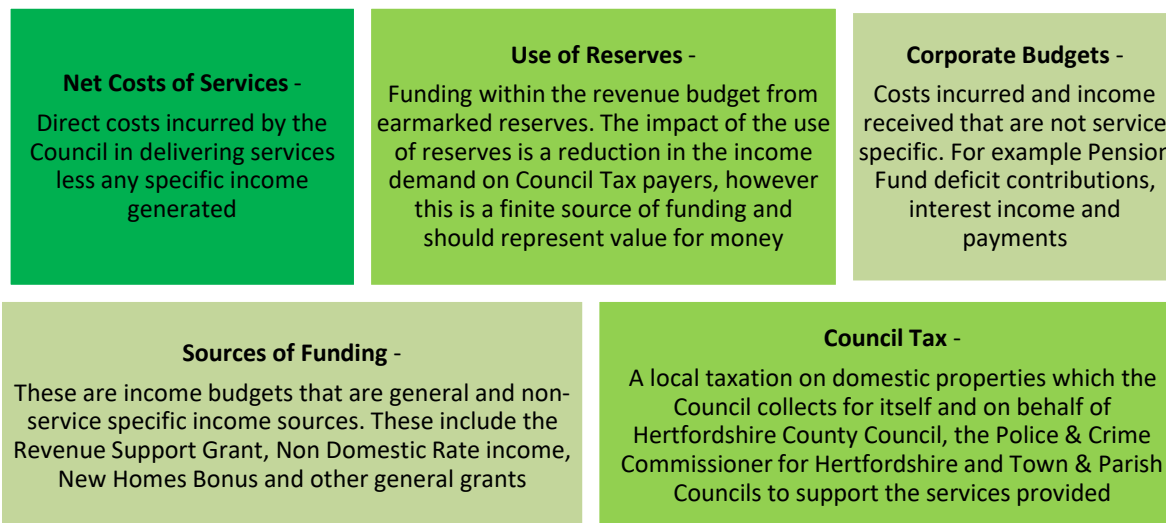 Net Costs of Services -
Direct costs incurred by the
Council in delivering services
less any specific income
generated
Use of Reserves -
Funding within the revenue budget from
earmarked reserves. The impact of the use
of reserves is a reduction in the income
demand on Council Tax payers, however
this is a finite source of funding and
should represent value for money
Corporate Budgets -
Costs incurred and income
received that are not service
specific. For example Pension
Fund deficit contributions,
interest income and
payments
Sources of Funding -
These are income budgets that are general and non-
service specific income sources. These include the
Revenue Support Grant, Non Domestic Rate income,
New Homes Bonus and other general grants
Council Tax -
A local taxation on domestic properties which the
Council collects for itself and on behalf of
Hertfordshire County Council, the Police & Crime
Commissioner for Hertfordshire and Town & Parish
Councils to support the services provided